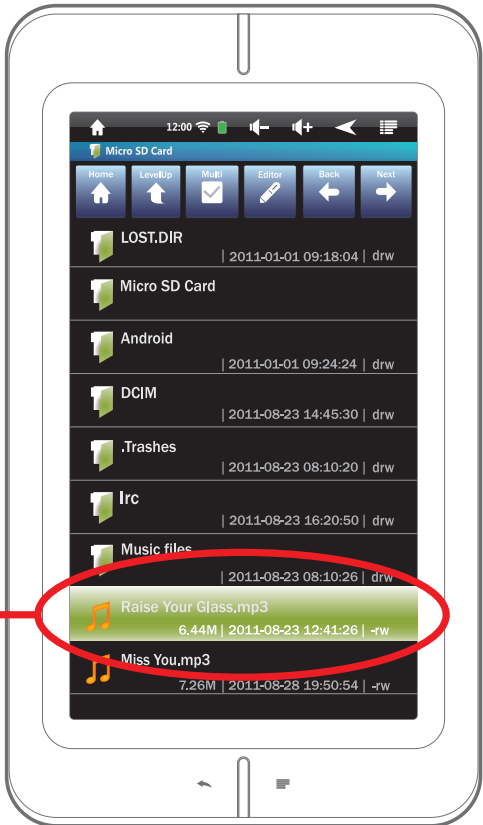 12:00
Micro SD Card
Home LevelUp Multi Editor Back Next
LOST.DIR
| 2011-01-01 09:18:04 | drw
Micro SD Card
Android
| 2011-01-01 09:24:24 | drw
DCIM
| 2011-08-23 14:45:30 | drw
.Trashes
| 2011-08-23 08:10:20 | drw
Irc
| 2011-08-23 16:20:50 | drw
Music files
| 2011-08-23 08:10:26 | drw
Raise Your Glass.mp3
6.44M | 2011-08-23 12:41:26 | -rw
Miss You.mp3
7.26M | 2011-08-28 19:50:54 | -rw